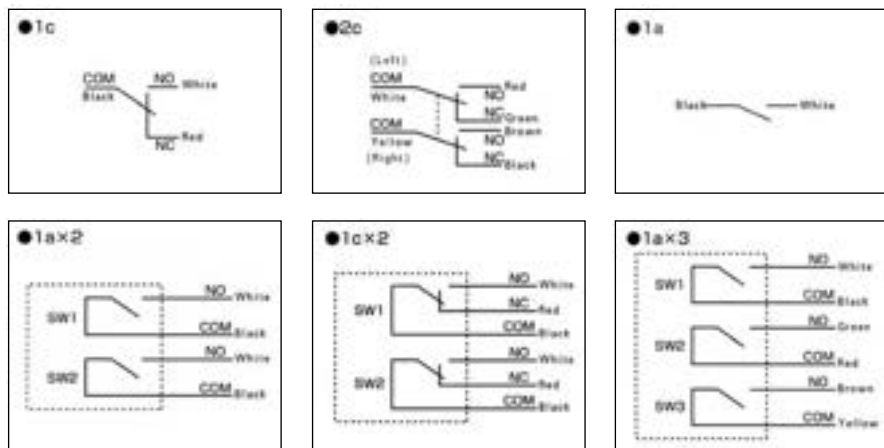 ●1c
COM NO White
Black
NC Red
●2c
(Left)
COM Red
White NO
NC Green
COM Brown
Yellow NO
(Right) NC Black
●1a
Black White
●1a×2
NO White
SW1
COM Black
NO White
SW2
COM Black
●1c×2
NO White
SW1 NC Red
COM Black
NO White
SW2 NC Red
COM Black
●1a×3
NO White
SW1
COM Black
NO Green
SW2
COM Red
NO Brown
SW3
COM Yellow